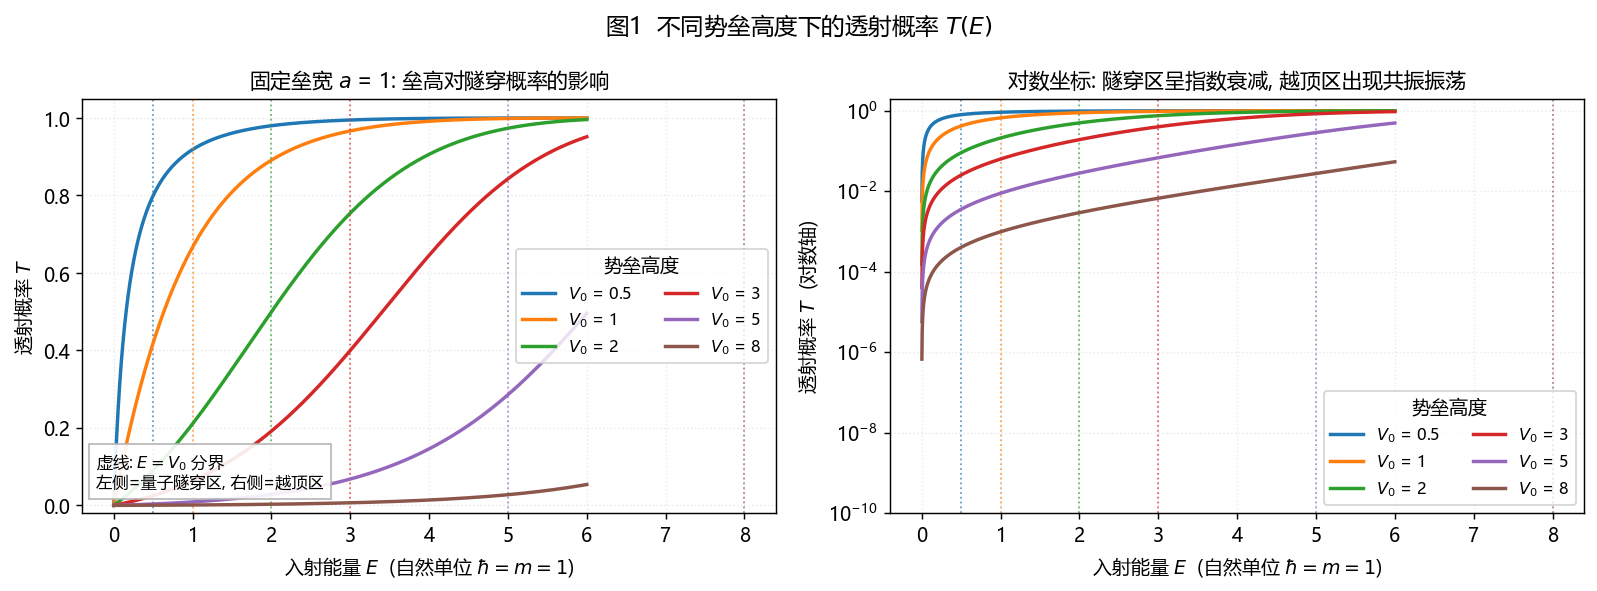 图1 不同势垒高度下的透射概率 T(E)
固定垒宽 a = 1: 垒高对隧穿概率的影响
透射概率 T
1.0
0.8
0.6
0.4
0.2
0.0
势垒高度
V₀ = 0.5
V₀ = 1
V₀ = 2
V₀ = 3
V₀ = 5
V₀ = 8
虚线: E = V₀ 分界
左侧=量子隧穿区, 右侧=越顶区
0 1 2 3 4 5 6 7 8
入射能量 E (自然单位 ℏ = m = 1)
对数坐标: 隧穿区呈指数衰减, 越顶区出现共振振荡
透射概率 T (对数轴)
10⁰
10⁻²
10⁻⁴
10⁻⁶
10⁻⁸
10⁻¹⁰
势垒高度
V₀ = 0.5
V₀ = 1
V₀ = 2
V₀ = 3
V₀ = 5
V₀ = 8
0 1 2 3 4 5 6 7 8
入射能量 E (自然单位 ℏ = m = 1)